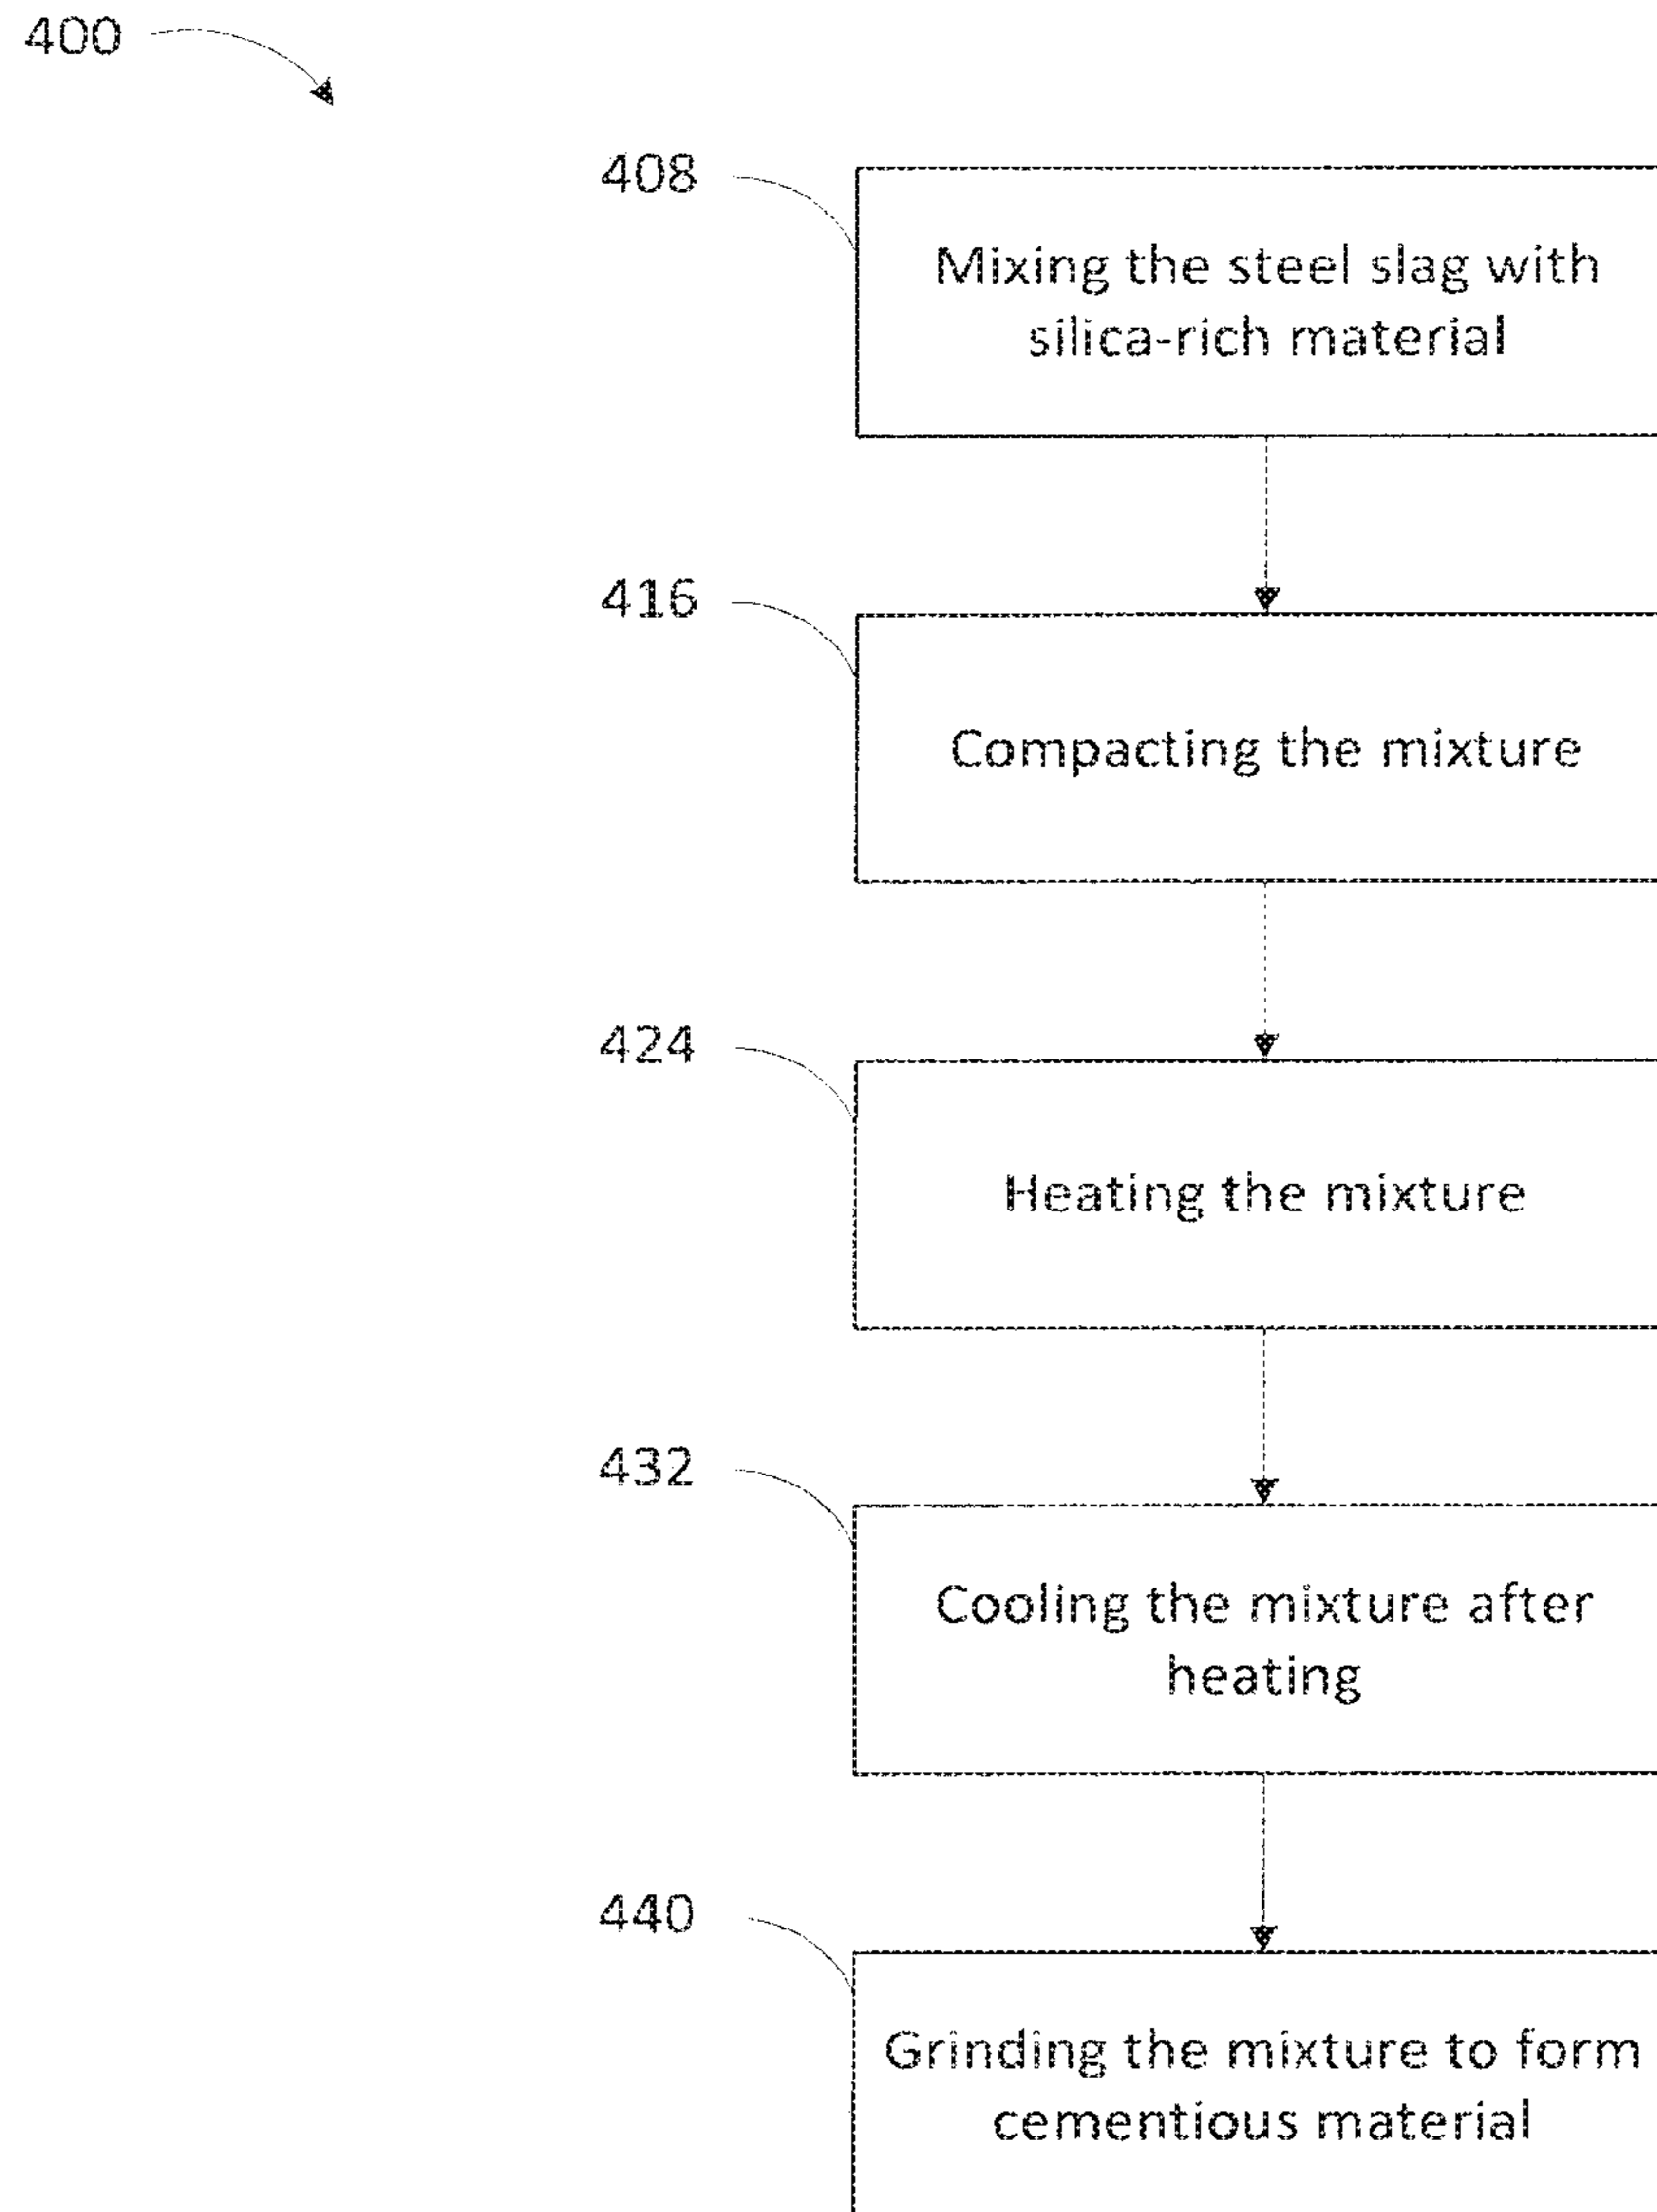 400
408
Mixing the steel slag with
silica-rich material
416
Compacting the mixture
424
Heating the mixture
432
Cooling the mixture after
heating
440
Grinding the mixture to form
cementious material